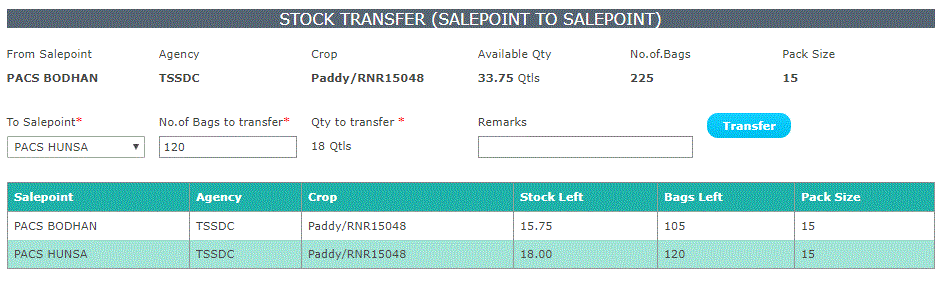 STOCK TRANSFER (SALEPOINT TO SALEPOINT)
From Salepoint Agency Crop Available Qty No.of.Bags Pack Size
PACS BODHAN TSSDC Paddy/RNR15048 33.75 Qtls 225 15
To Salepoint* No.of Bags to transfer* Qty to transfer * Remarks
PACS HUNSA 120 18 Qtls Transfer
Salepoint Agency Crop Stock Left Bags Left Pack Size
PACS BODHAN TSSDC Paddy/RNR15048 15.75 105 15
PACS HUNSA TSSDC Paddy/RNR15048 18.00 120 15